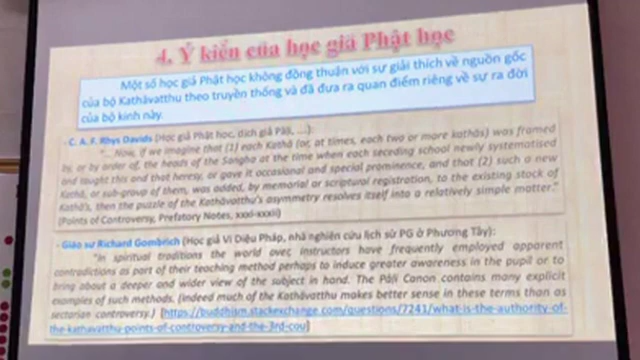 4. Ý kiến của học giả Phật học
Một số học giả Phật học không đồng thuận với sự giải thích về nguồn gốc
của bộ Kathāvatthu theo truyền thống và đã đưa ra quan điểm riêng về sự ra đời
của bộ kinh này.
- C. A. F. Rhys Davids (Học giả Phật học, dịch giả Pāli, ...):
"... Now, if we imagine that (1) each Kathā (or, at times, each two or more kathās) was framed
by, or by order of, the heads of the Sangha at the time when each seceding school newly systematised
and taught this and that heresy, or gave it occasional and special prominence, and that (2) such a new
Kathā, or sub-group of them, was added, by memorial or scriptural registration, to the existing stock of
Kathā's, then the puzzle of the Kathāvatthu's asymmetry resolves itself into a relatively simple matter."
(Points of Controversy, Prefatory Notes, xxxi-xxxiii)
- Giáo sư Richard Gombrich (Học giả Vi Diệu Pháp, nhà nghiên cứu lịch sử PG ở Phương Tây):
"In spiritual traditions the world over, instructors have frequently employed apparent
contradictions as part of their teaching method perhaps to induce greater awareness in the pupil or to
bring about a deeper and wider view of the subject in hand. The Pāḷi Canon contains many explicit
examples of such methods. (Indeed much of the Kathāvatthu makes better sense in these terms than as
sectarian controversy.) [https://buddhism.stackexchange.com/questions/7241/what-is-the-authority-of-
the-kathavatthu-points-of-controversy-and-the-3rd-cou]